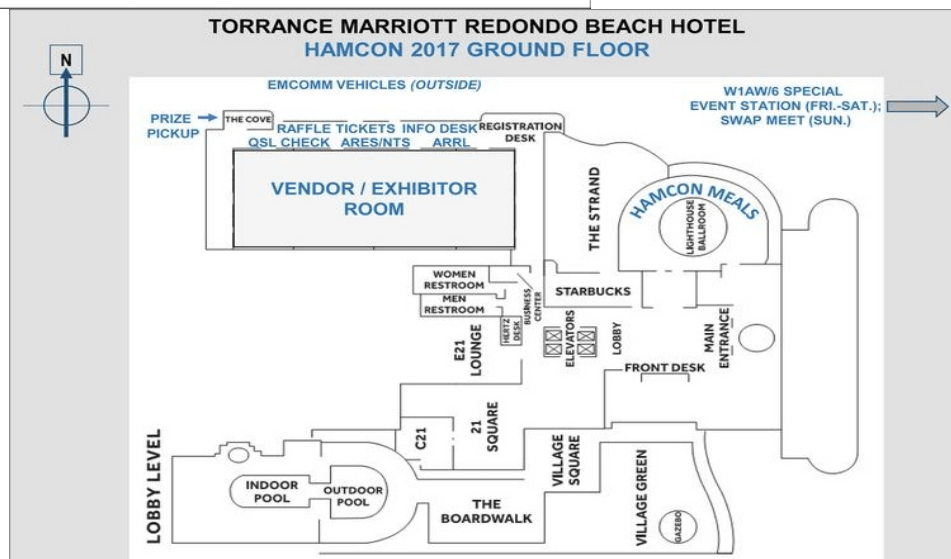 TORRANCE MARRIOTT REDONDO BEACH HOTEL
HAMCON 2017 GROUND FLOOR
N
EMCOMM VEHICLES (OUTSIDE)
W1AW/6 SPECIAL
EVENT STATION (FRI.-SAT.);
SWAP MEET (SUN.)
PRIZE
PICKUP
THE COVE
RAFFLE TICKETS INFO DESK
QSL CHECK ARES/NTS ARRL
REGISTRATION
DESK
VENDOR / EXHIBITOR
ROOM
THE STRAND
HAMCON MEALS
LIGHTHOUSE
BALLROOM
WOMEN
RESTROOM
MEN
RESTROOM
BUSINESS
CENTER
HERTZ
DESK
STARBUCKS
E21
LOUNGE
ELEVATORS
LOBBY
MAIN
ENTRANCE
FRONT DESK
C21
21
SQUARE
VILLAGE
SQUARE
LOBBY LEVEL
INDOOR
POOL
OUTDOOR
POOL
THE
BOARDWALK
VILLAGE GREEN
GAZEBO